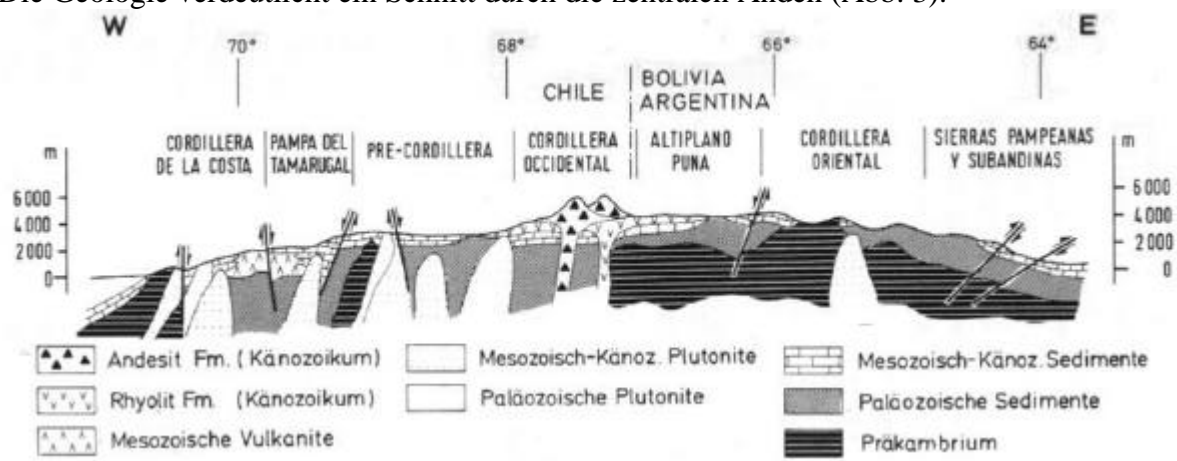 Die Geologie verdeutlicht ein Schnitt durch die zentralen Anden (Abb. 3).
W
E
70°
68°
66°
64°
CHILE
BOLIVIA
ARGENTINA
CORDILLERA
DE LA COSTA
PAMPA DEL
TAMARUGAL
PRE-CORDILLERA
CORDILLERA
OCCIDENTAL
ALTIPLANO
PUNA
CORDILLERA
ORIENTAL
SIERRAS PAMPEANAS
Y SUBANDINAS
m
6000
4000
2000
0
m
6000
4000
2000
0
Andesit Fm. (Känozoikum)
Rhyolit Fm. (Känozoikum)
Mesozoische Vulkanite
Mesozoisch-Känoz. Plutonite
Paläozoische Plutonite
Mesozoisch-Känoz. Sedimente
Paläozoische Sedimente
Präkambrium